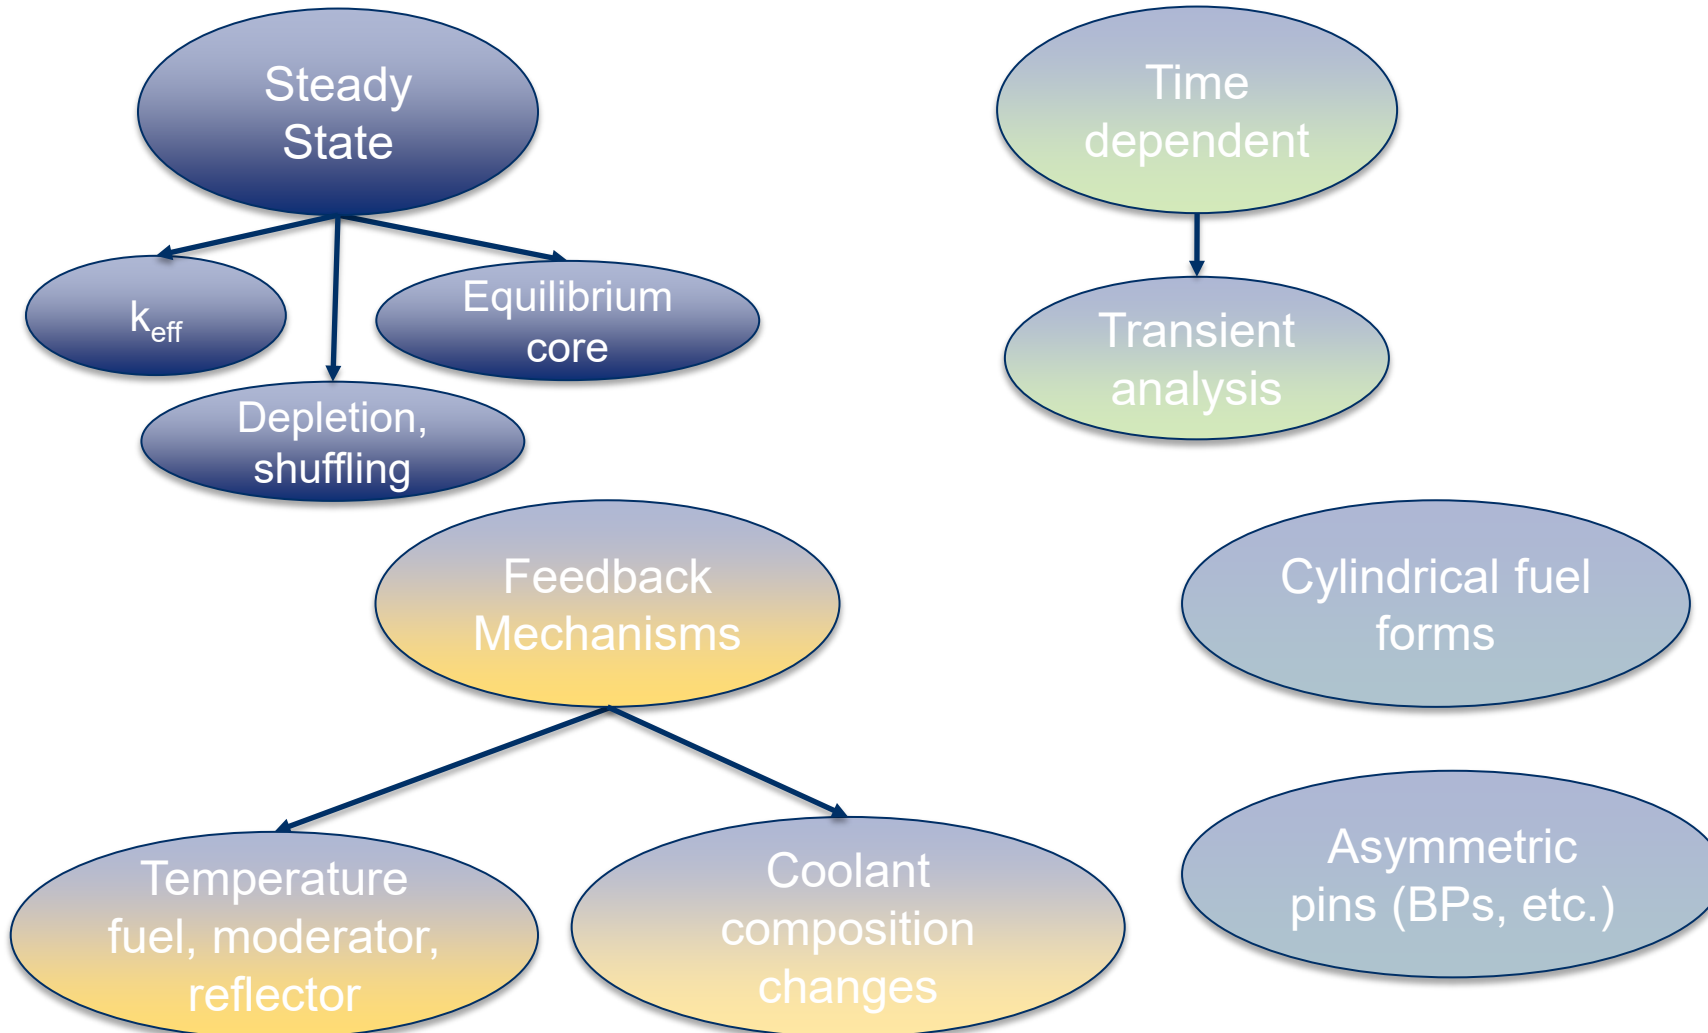 Steady
State
Time
dependent
k_eff
Equilibrium
core
Depletion,
shuffling
Transient
analysis
Feedback
Mechanisms
Cylindrical fuel
forms
Temperature
fuel, moderator,
reflector
Coolant
composition
changes
Asymmetric
pins (BPs, etc.)